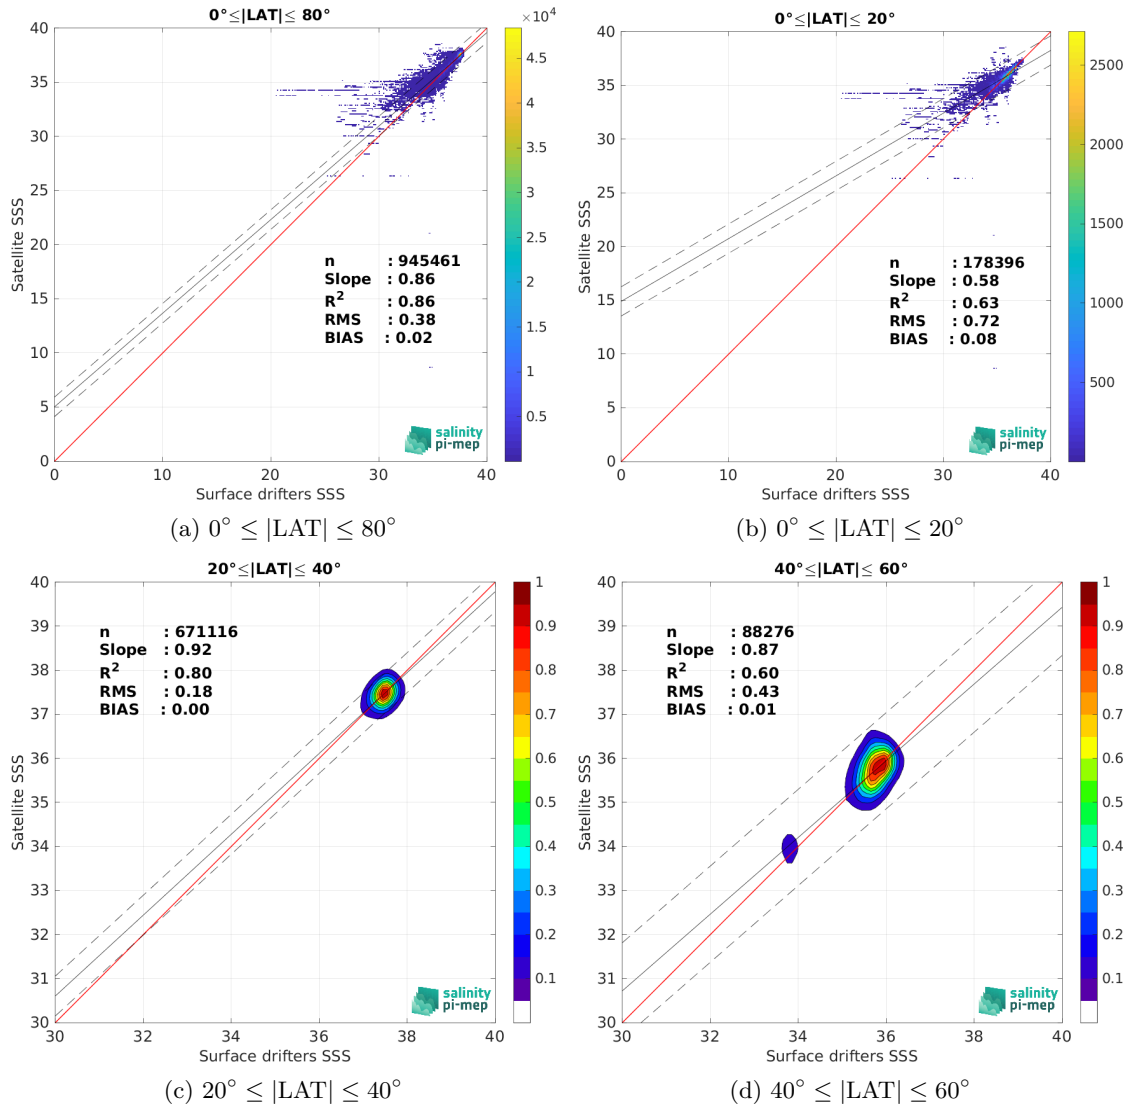 0°≤|LAT|≤ 80°
×10⁴
40
35
30
25
20
15
10
5
0
Satellite SSS
n : 945461
Slope : 0.86
R² : 0.86
RMS : 0.38
BIAS : 0.02
salinity
pi-mep
0 10 20 30 40
Surface drifters SSS
4.5
4
3.5
3
2.5
2
1.5
1
0.5
(a) 0° ≤ |LAT| ≤ 80°
0°≤|LAT|≤ 20°
40
35
30
25
20
15
10
5
0
Satellite SSS
n : 178396
Slope : 0.58
R² : 0.63
RMS : 0.72
BIAS : 0.08
salinity
pi-mep
0 10 20 30 40
Surface drifters SSS
2500
2000
1500
1000
500
(b) 0° ≤ |LAT| ≤ 20°
20°≤|LAT|≤ 40°
40
39
38
37
36
35
34
33
32
31
30
Satellite SSS
n : 671116
Slope : 0.92
R² : 0.80
RMS : 0.18
BIAS : 0.00
salinity
pi-mep
30 32 34 36 38 40
Surface drifters SSS
1
0.9
0.8
0.7
0.6
0.5
0.4
0.3
0.2
0.1
(c) 20° ≤ |LAT| ≤ 40°
40°≤|LAT|≤ 60°
40
39
38
37
36
35
34
33
32
31
30
Satellite SSS
n : 88276
Slope : 0.87
R² : 0.60
RMS : 0.43
BIAS : 0.01
salinity
pi-mep
30 32 34 36 38 40
Surface drifters SSS
1
0.9
0.8
0.7
0.6
0.5
0.4
0.3
0.2
0.1
(d) 40° ≤ |LAT| ≤ 60°